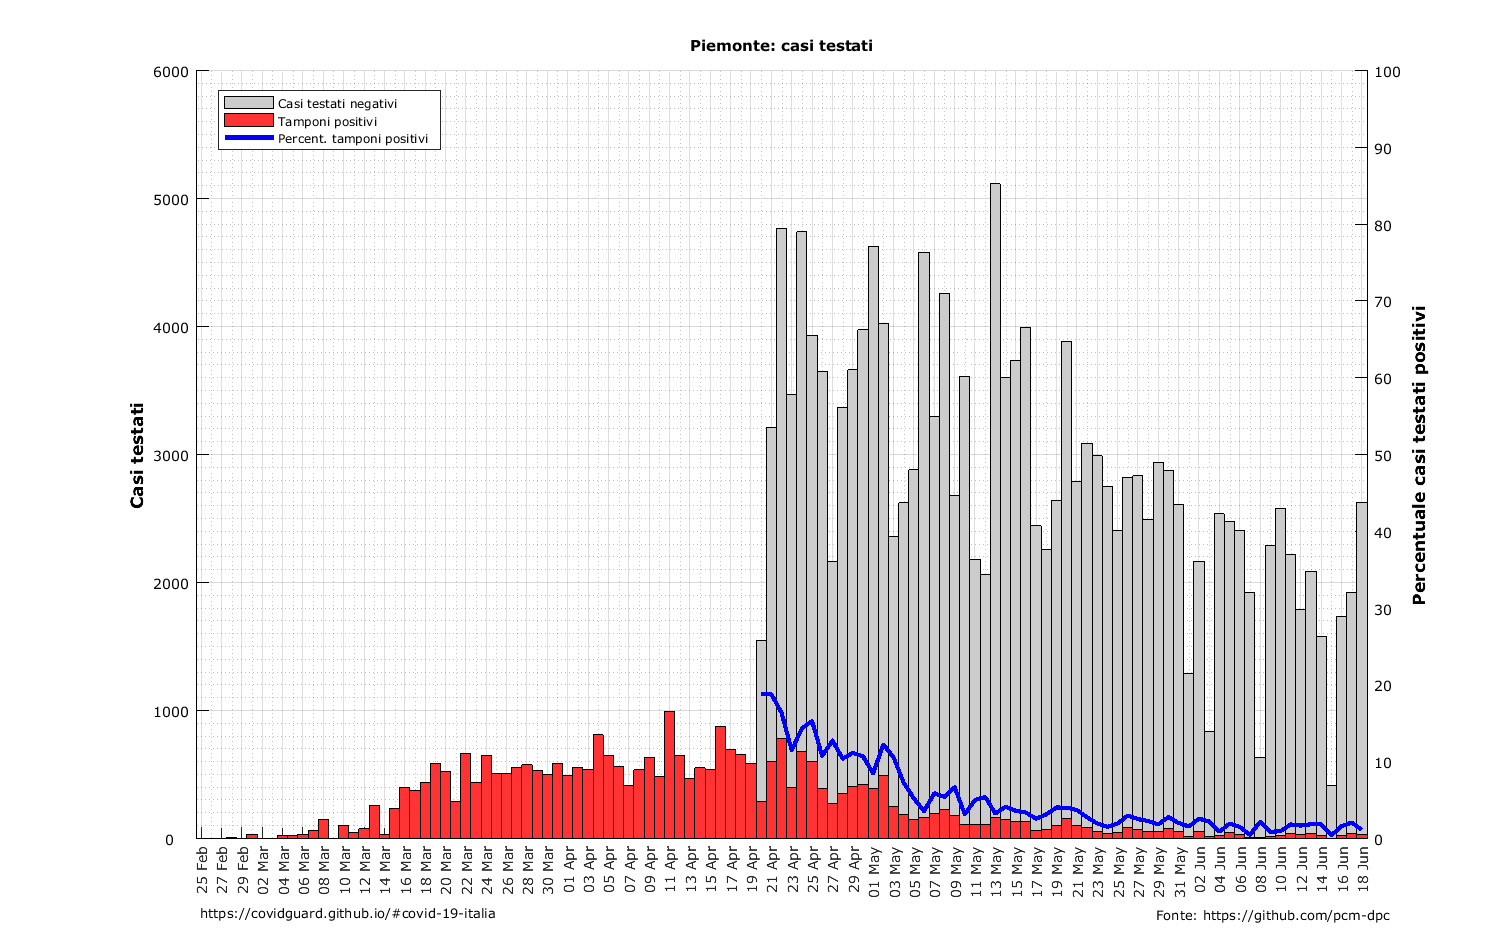 Piemonte: casi testati
6000
5000
4000
3000
2000
1000
0
Casi testati
Casi testati negativi
Tamponi positivi
Percent. tamponi positivi
100
90
80
70
60
50
40
30
20
10
0
Percentuale casi testati positivi
25 Feb
27 Feb
29 Feb
02 Mar
04 Mar
06 Mar
08 Mar
10 Mar
12 Mar
14 Mar
16 Mar
18 Mar
20 Mar
22 Mar
24 Mar
26 Mar
28 Mar
30 Mar
01 Apr
03 Apr
05 Apr
07 Apr
09 Apr
11 Apr
13 Apr
15 Apr
17 Apr
19 Apr
21 Apr
23 Apr
25 Apr
27 Apr
29 Apr
01 May
03 May
05 May
07 May
09 May
11 May
13 May
15 May
17 May
19 May
21 May
23 May
25 May
27 May
29 May
31 May
02 Jun
04 Jun
06 Jun
08 Jun
10 Jun
12 Jun
14 Jun
16 Jun
18 Jun
https://covidguard.github.io/#covid-19-italia
Fonte: https://github.com/pcm-dpc